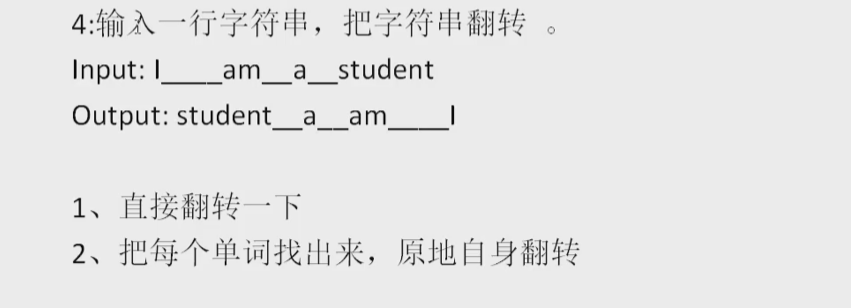 4:输入一行字符串，把字符串翻转 。
Input: I____am__a__student
Output: student__a__am____I
1、直接翻转一下
2、把每个单词找出来，原地自身翻转